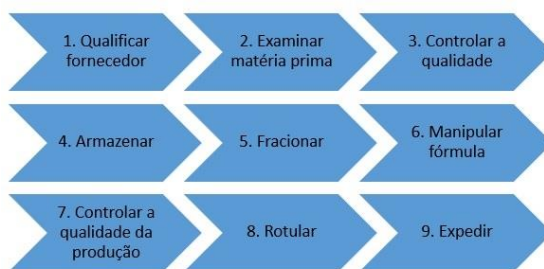 1. Qualificar
fornecedor
2. Examinar
matéria prima
3. Controlar a
qualidade
4. Armazenar
5. Fracionar
6. Manipular
fórmula
7. Controlar a
qualidade da
produção
8. Rotular
9. Expedir